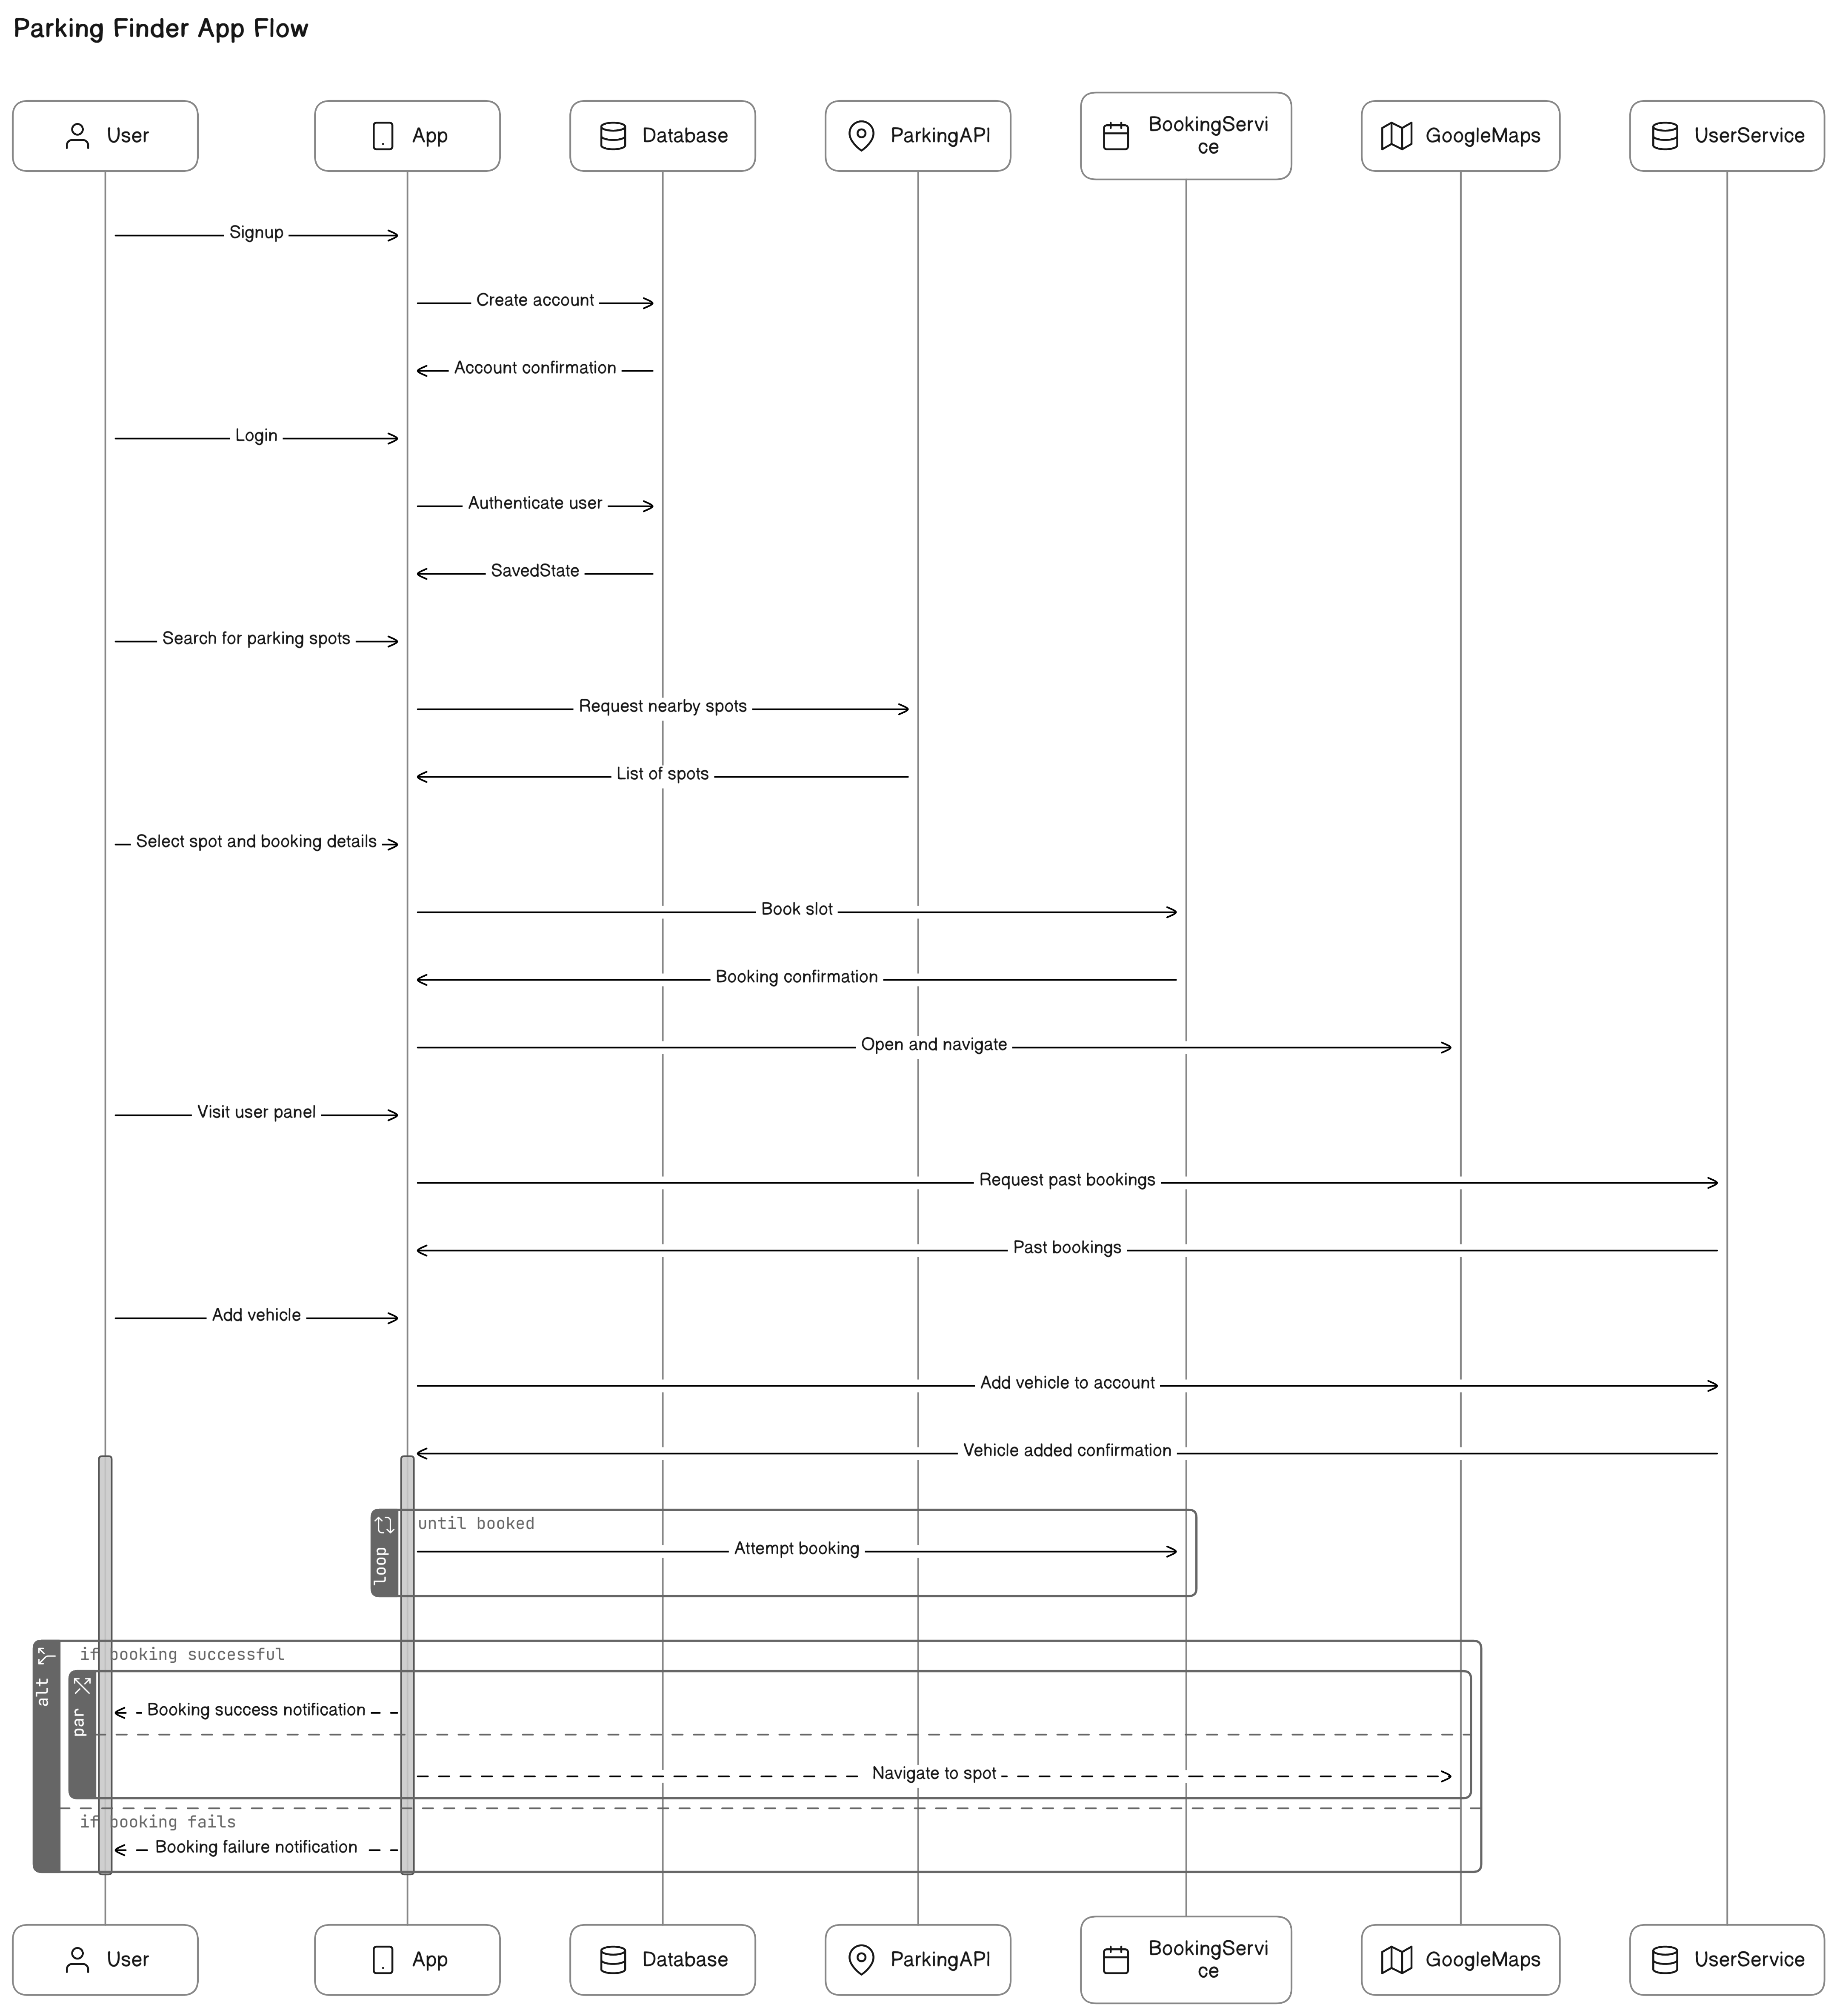 Parking Finder App Flow
User
App
Database
ParkingAPI
BookingServi
ce
GoogleMaps
UserService
Signup
Create account
Account confirmation
Login
Authenticate user
SavedState
Search for parking spots
Request nearby spots
List of spots
Select spot and booking details
Book slot
Booking confirmation
Open and navigate
Visit user panel
Request past bookings
Past bookings
Add vehicle
Add vehicle to account
Vehicle added confirmation
loop
until booked
Attempt booking
alt
if booking successful
par
Booking success notification
Navigate to spot
if booking fails
Booking failure notification
User
App
Database
ParkingAPI
BookingServi
ce
GoogleMaps
UserService